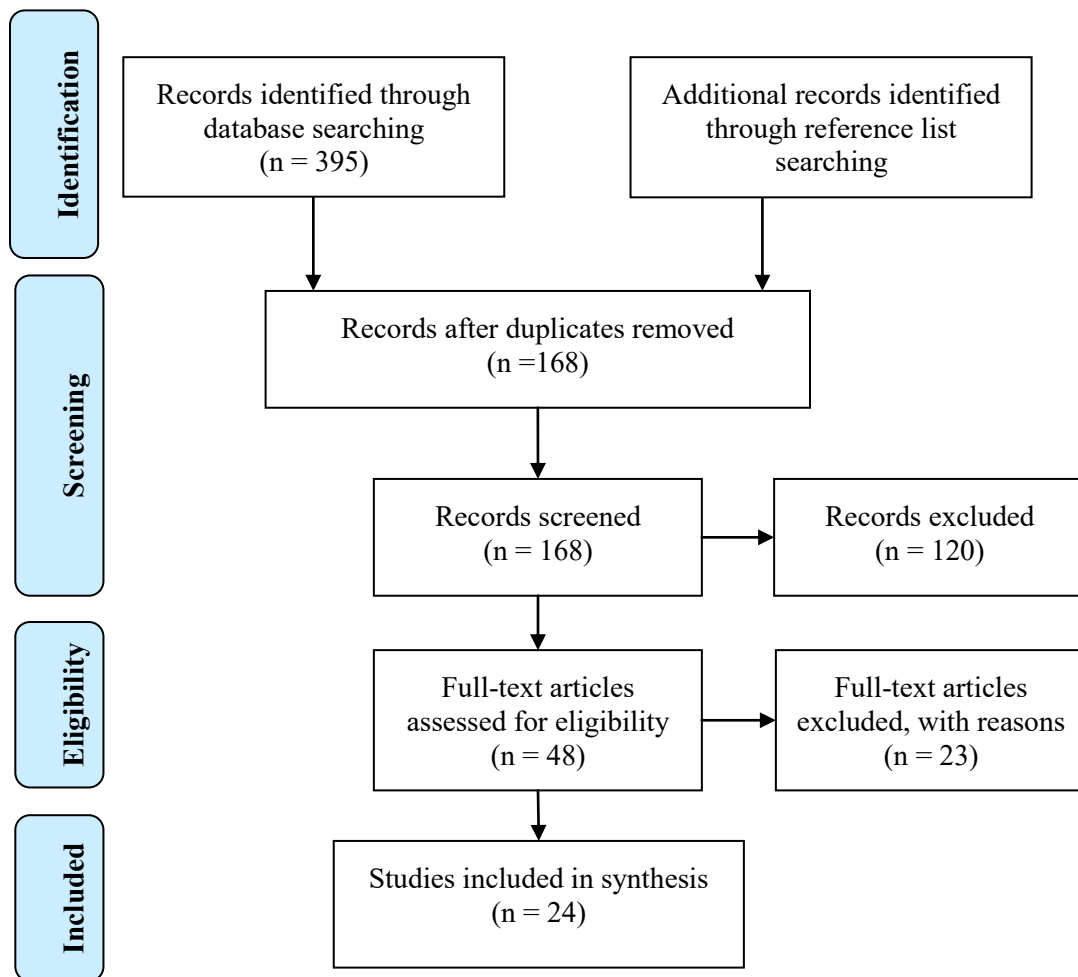 Identification
Records identified through
database searching
(n = 395)
Additional records identified
through reference list
searching
Screening
Records after duplicates removed
(n =168)
Records screened
(n = 168)
Records excluded
(n = 120)
Eligibility
Full-text articles
assessed for eligibility
(n = 48)
Full-text articles
excluded, with reasons
(n = 23)
Included
Studies included in synthesis
(n = 24)